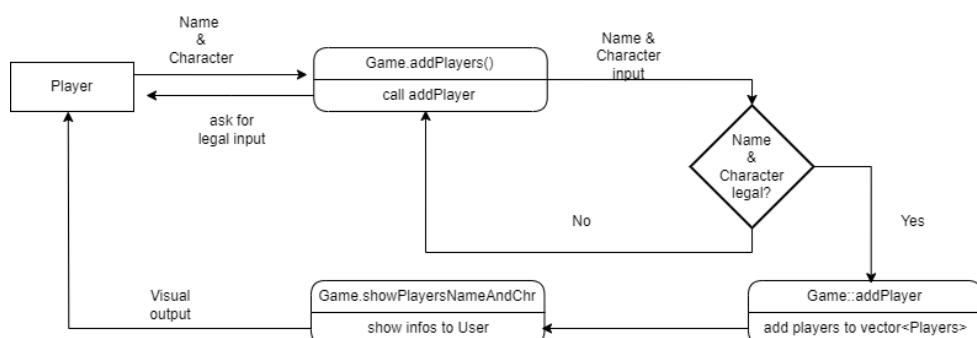 Name
&
Character
Player
ask for
legal input
Game.addPlayers()
call addPlayer
Name &
Character
input
Name
&
Character
legal?
No
Yes
Visual
output
Game.showPlayersNameAndChr
show infos to User
Game::addPlayer
add players to vector<Players>